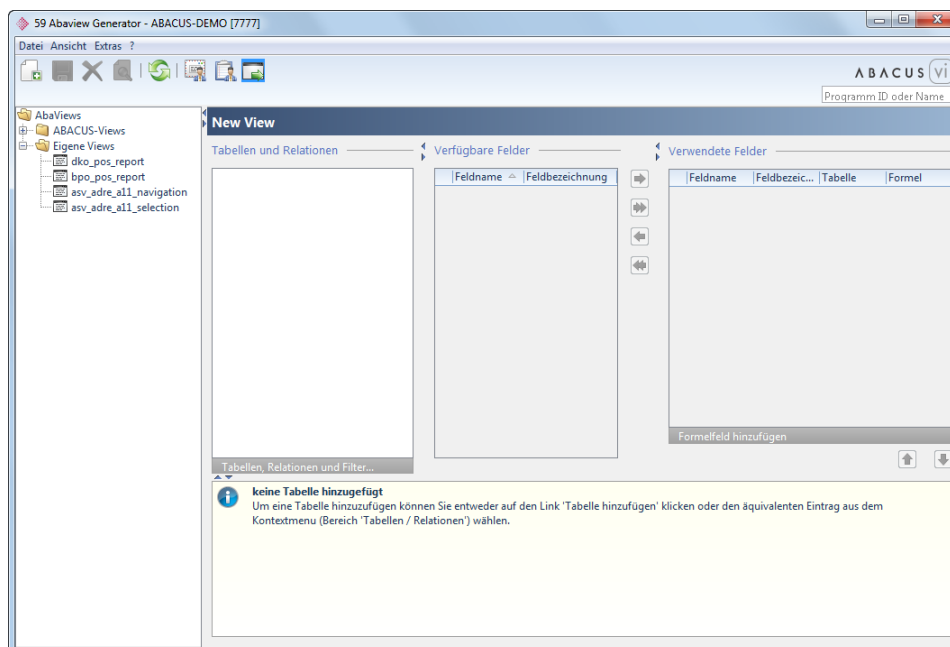 59 Abaview Generator - ABACUS-DEMO [7777]
Datei Ansicht Extras ?
ABACUS vi
Programm ID oder Name
AbaViews
ABACUS-Views
Eigene Views
dko_pos_report
bpo_pos_report
asv_adre_a11_navigation
asv_adre_a11_selection
New View
Tabellen und Relationen
Verfügbare Felder
Verwendete Felder
Feldname Feldbezeichnung
Feldname Feldbezeic... Tabelle Formel
Formelfeld hinzufügen
Tabellen, Relationen und Filter...
keine Tabelle hinzugefügt
Um eine Tabelle hinzuzufügen können Sie entweder auf den Link 'Tabelle hinzufügen' klicken oder den äquivalenten Eintrag aus dem
Kontextmenu (Bereich 'Tabellen / Relationen') wählen.